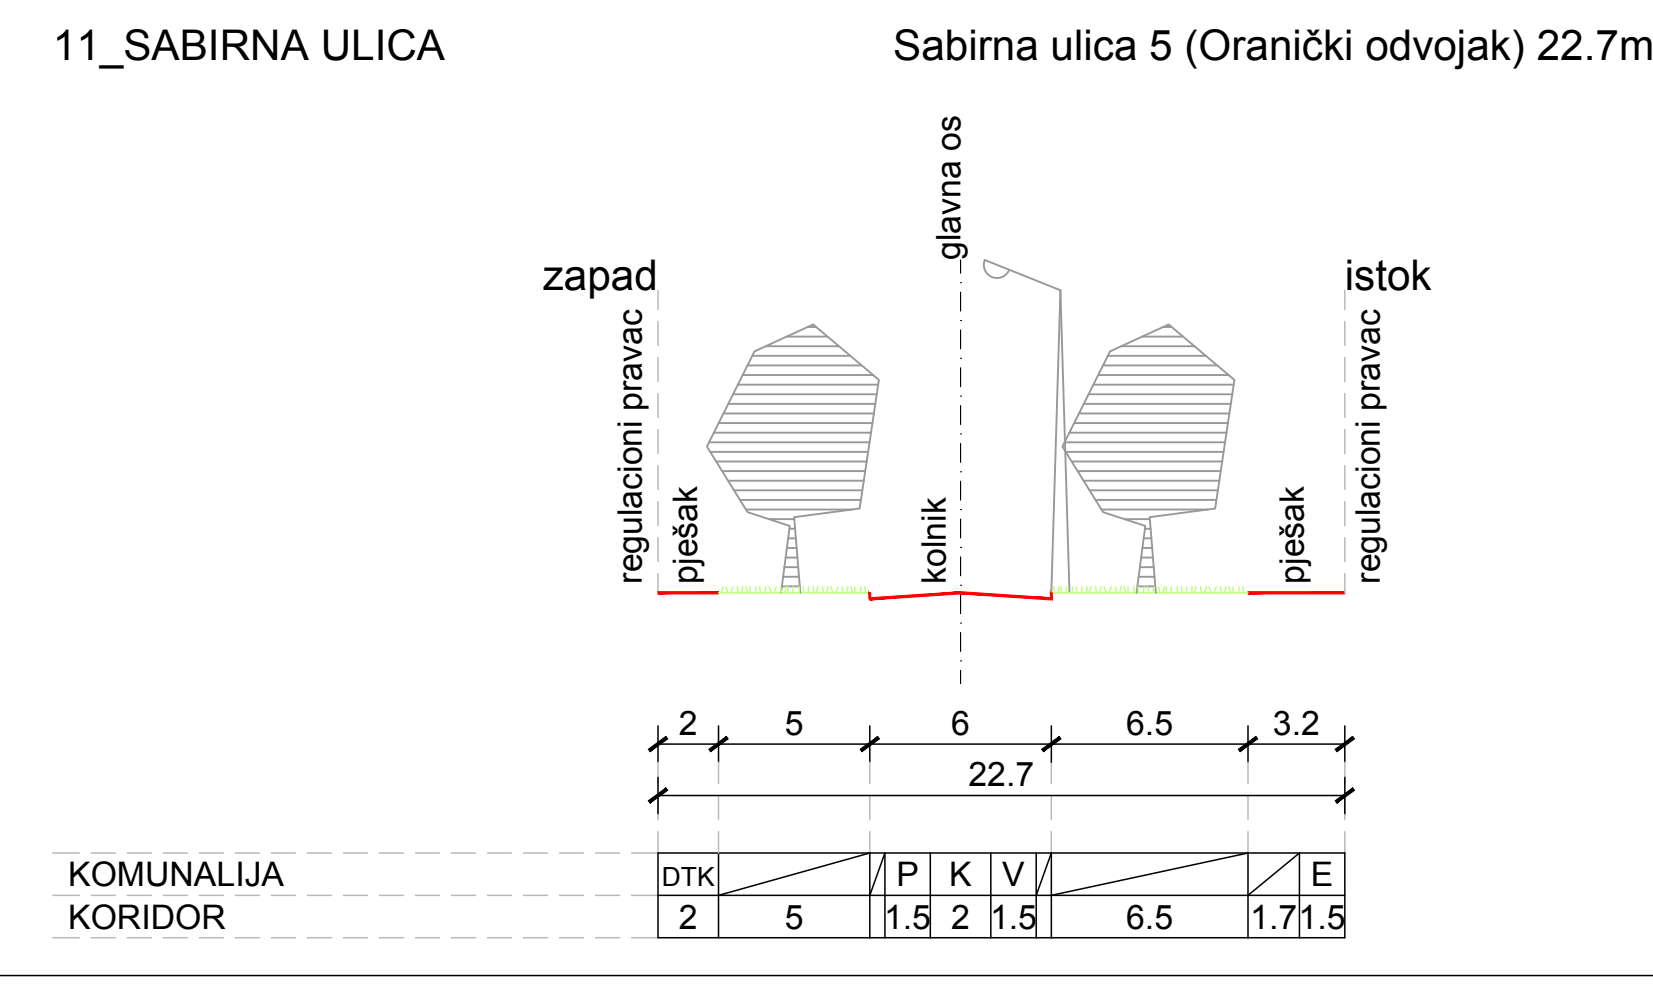 11_SABIRNA ULICA
Sabirna ulica 5 (Oranički odvojak) 22.7m
glavna os
zapad
istok
regulacioni pravac
pješak
kolnik
pješak
regulacioni pravac
2 5 6 6.5 3.2
22.7
KOMUNALIJA DTK P K V E
KORIDOR 2 5 1.5 2 1.5 6.5 1.7 1.5